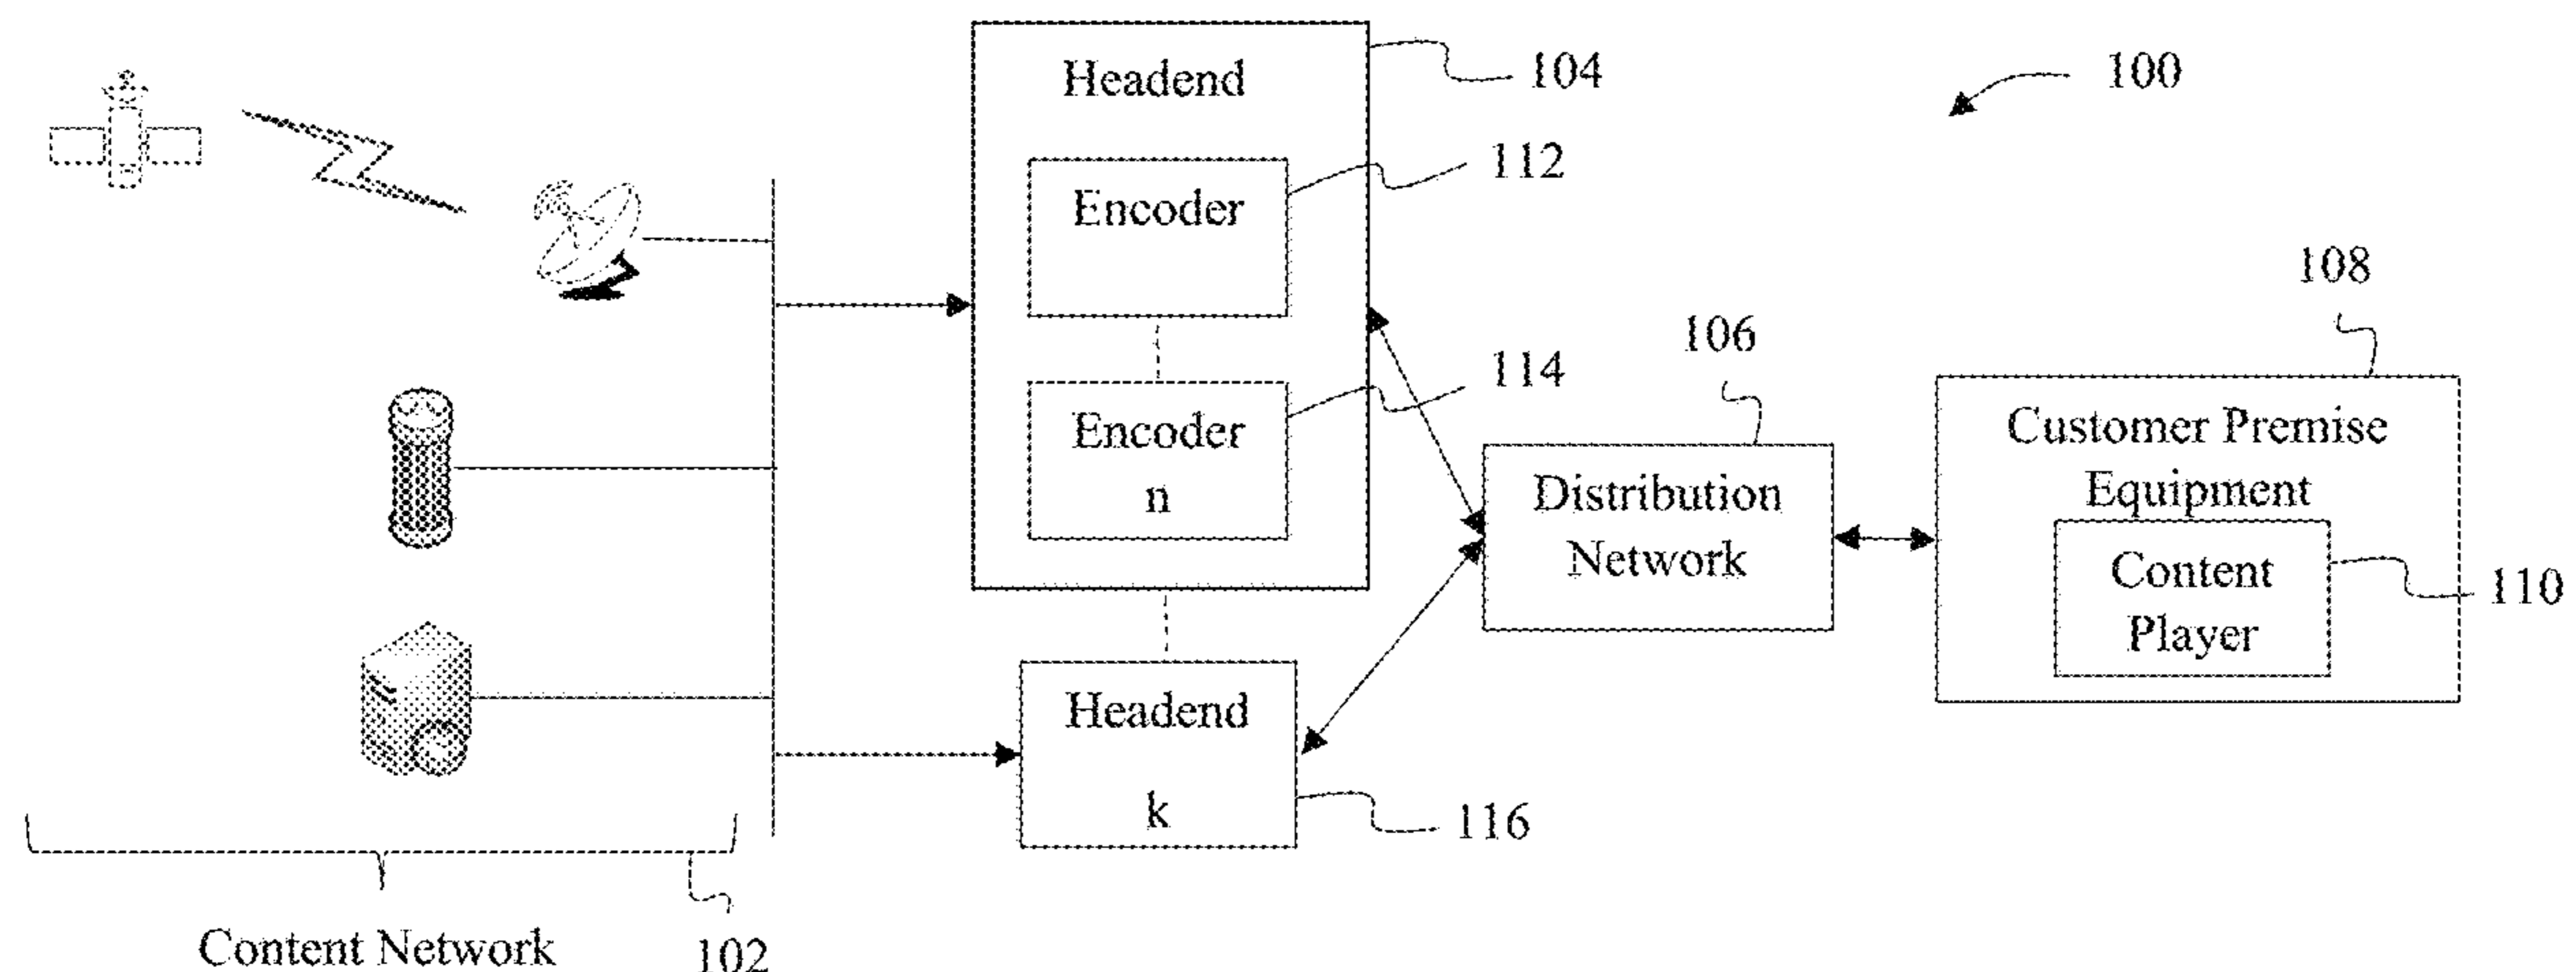 Headend
104
100
Encoder
112
108
106
Encoder
n
114
Customer Premise
Equipment
Distribution
Network
Content
Player
110
Headend
k
116
Content Network
102